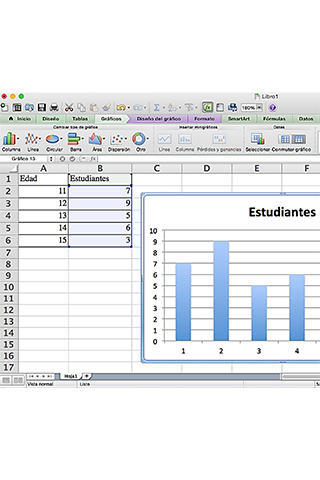 Libro1
180%
Inicio Diseño Tablas Gráficos Diseño del gráfico Formato SmartArt Fórmulas Datos
Cambiar tipo de gráfico Insertar minigráficos Datos
Columna Línea Circular Barra Área Dispersión Otro Línea Columna Pérdidas y ganancias Seleccionar Conmutar gráfico
Gráfico 13 fx
A B C D E F
1 Edad Estudiantes
2 11 7
3 12 9
4 13 5
5 14 6
6 15 3
7
8
9
10
11
12
13
14
15
16
17
Estudiantes
10
9
8
7
6
5
4
3
2
1
0
1 2 3 4
Hoja1 +
Vista normal Listo